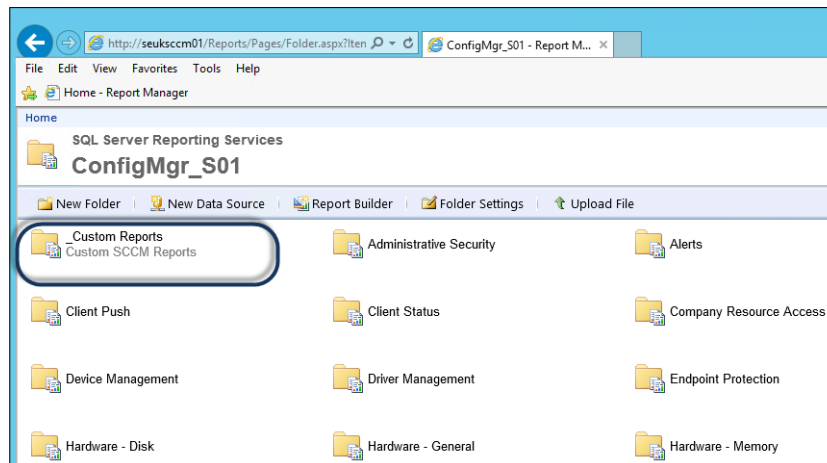 http://seuksccm01/Reports/Pages/Folder.aspx?Iten
ConfigMgr_S01 - Report M...
File Edit View Favorites Tools Help
Home - Report Manager
Home
SQL Server Reporting Services
ConfigMgr_S01
New Folder New Data Source Report Builder Folder Settings Upload File
_Custom Reports
Custom SCCM Reports
Administrative Security
Alerts
Client Push
Client Status
Company Resource Access
Device Management
Driver Management
Endpoint Protection
Hardware - Disk
Hardware - General
Hardware - Memory